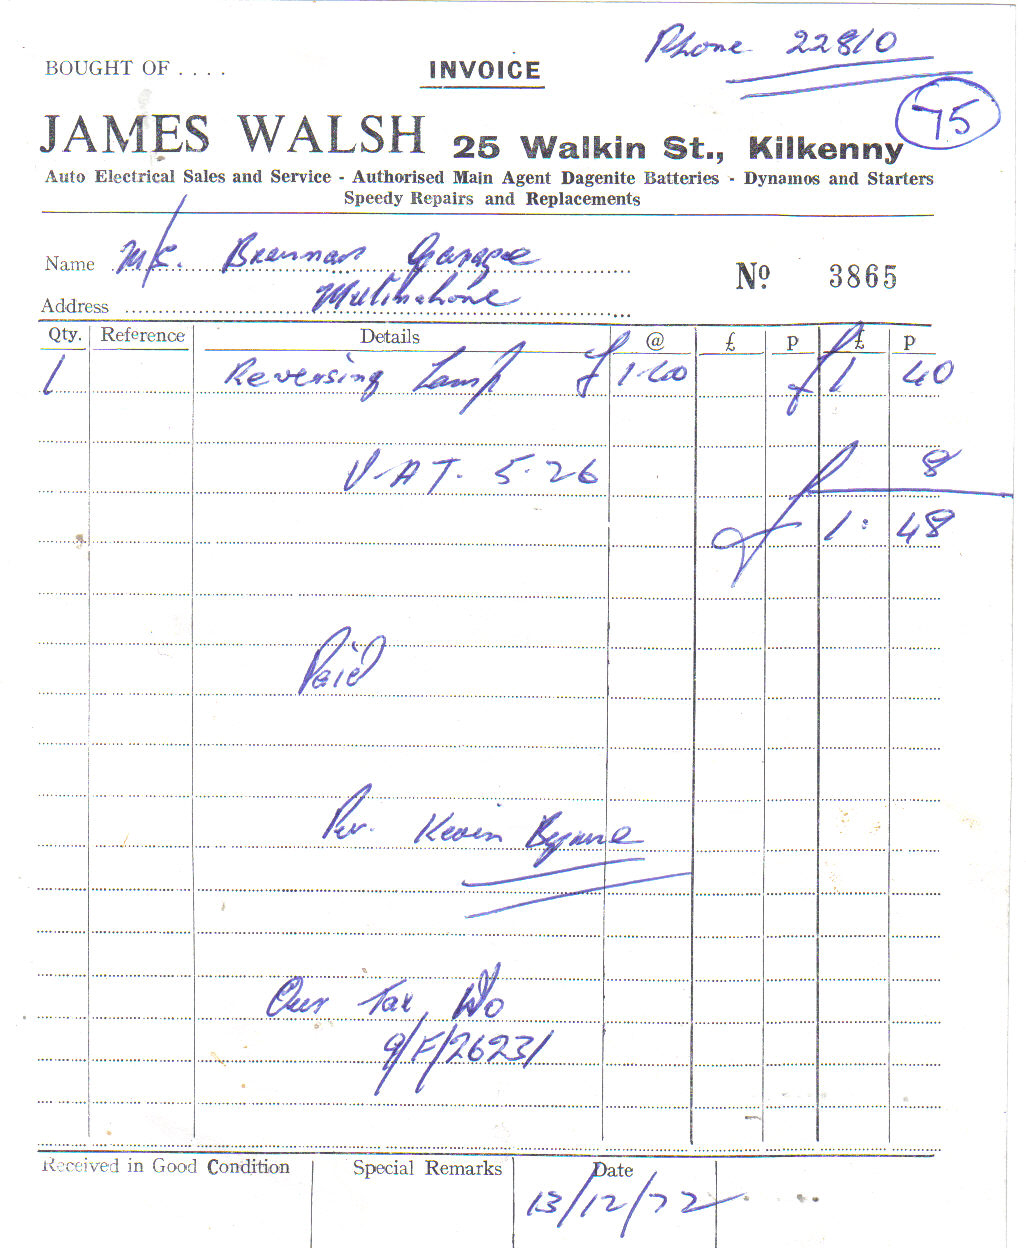 Phone 22810
BOUGHT OF . . . .
INVOICE
75
JAMES WALSH 25 Walkin St., Kilkenny
Auto Electrical Sales and Service - Authorised Main Agent Dagenite Batteries - Dynamos and Starters
Speedy Repairs and Replacements
Name M/S. Brennans Garage
Nº 3865
Address Mullinahone
Qty. Reference Details @ £ p £ p
1 Reversing Lamp £1.40 £1 40
V.A.T. 5.26 £ 8
£ 1: 48
Paid
Per. Kevin Byrne
Our Tax No
9/F/26231
Received in Good Condition Special Remarks Date
13/12/72